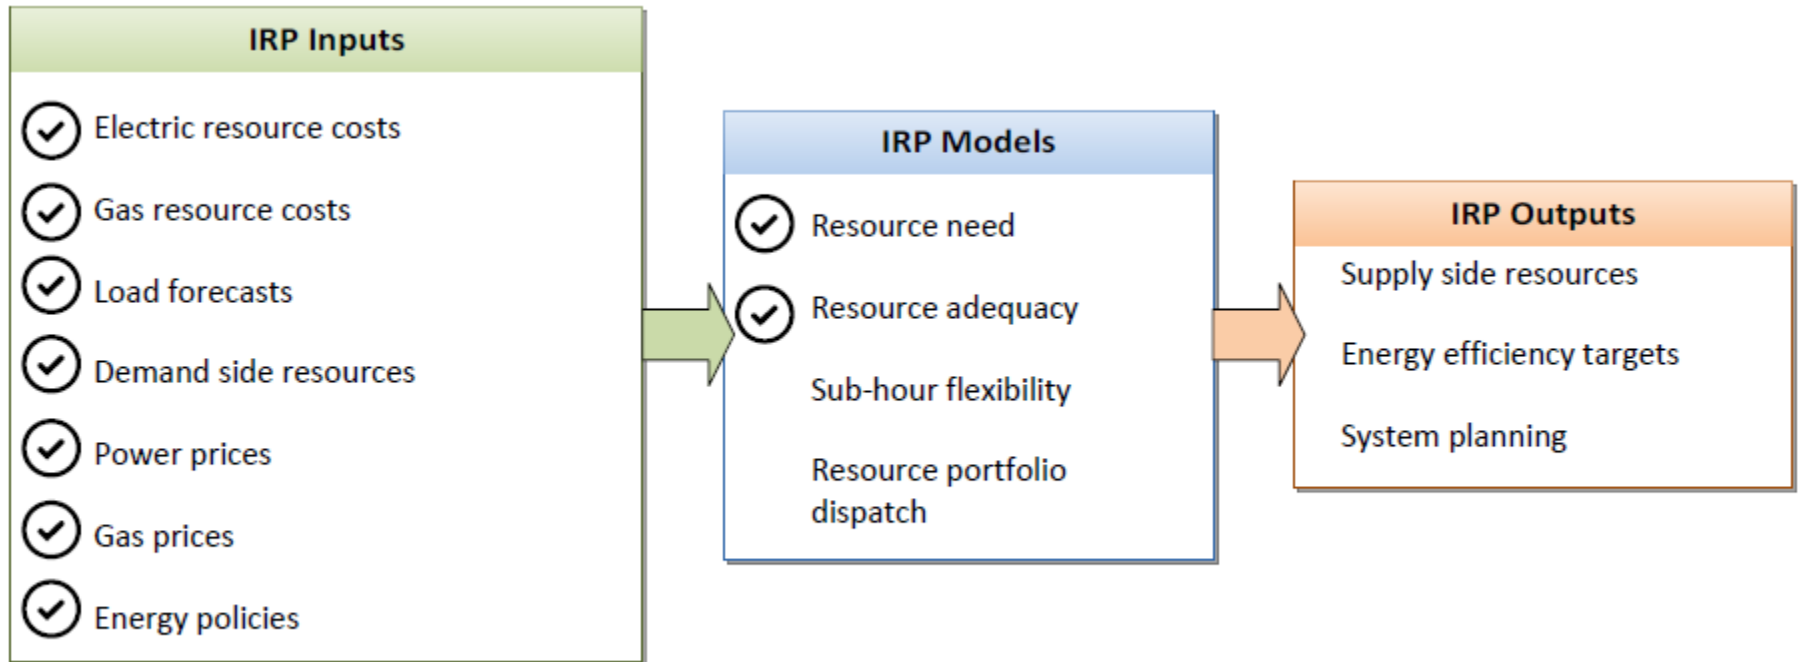 IRP Inputs
Electric resource costs
Gas resource costs
Load forecasts
Demand side resources
Power prices
Gas prices
Energy policies
IRP Models
Resource need
Resource adequacy
Sub-hour flexibility
Resource portfolio
dispatch
IRP Outputs
Supply side resources
Energy efficiency targets
System planning